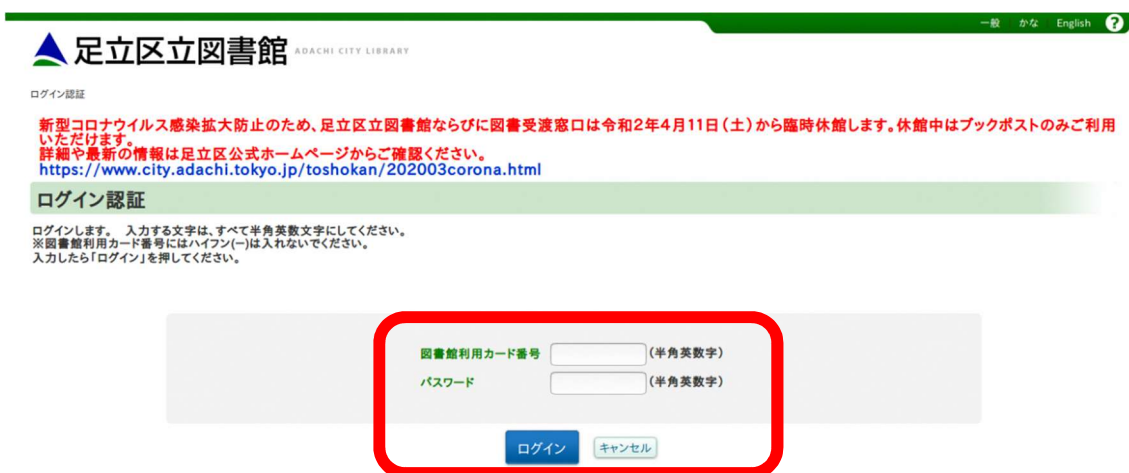 一般 かな English ?
足立区立図書館 ADACHI CITY LIBRARY
ログイン認証
新型コロナウイルス感染拡大防止のため、足立区立図書館ならびに図書受渡窓口は令和2年4月11日(土)から臨時休館します。休館中はブックポストのみご利用
いただけます。
詳細や最新の情報は足立区公式ホームページからご確認ください。
https://www.city.adachi.tokyo.jp/toshokan/202003corona.html
ログイン認証
ログインします。 入力する文字は、すべて半角英数文字にしてください。
※図書館利用カード番号にはハイフン(ー)は入れないでください。
入力したら「ログイン」を押してください。
図書館利用カード番号 (半角英数字)
パスワード (半角英数字)
ログイン キャンセル